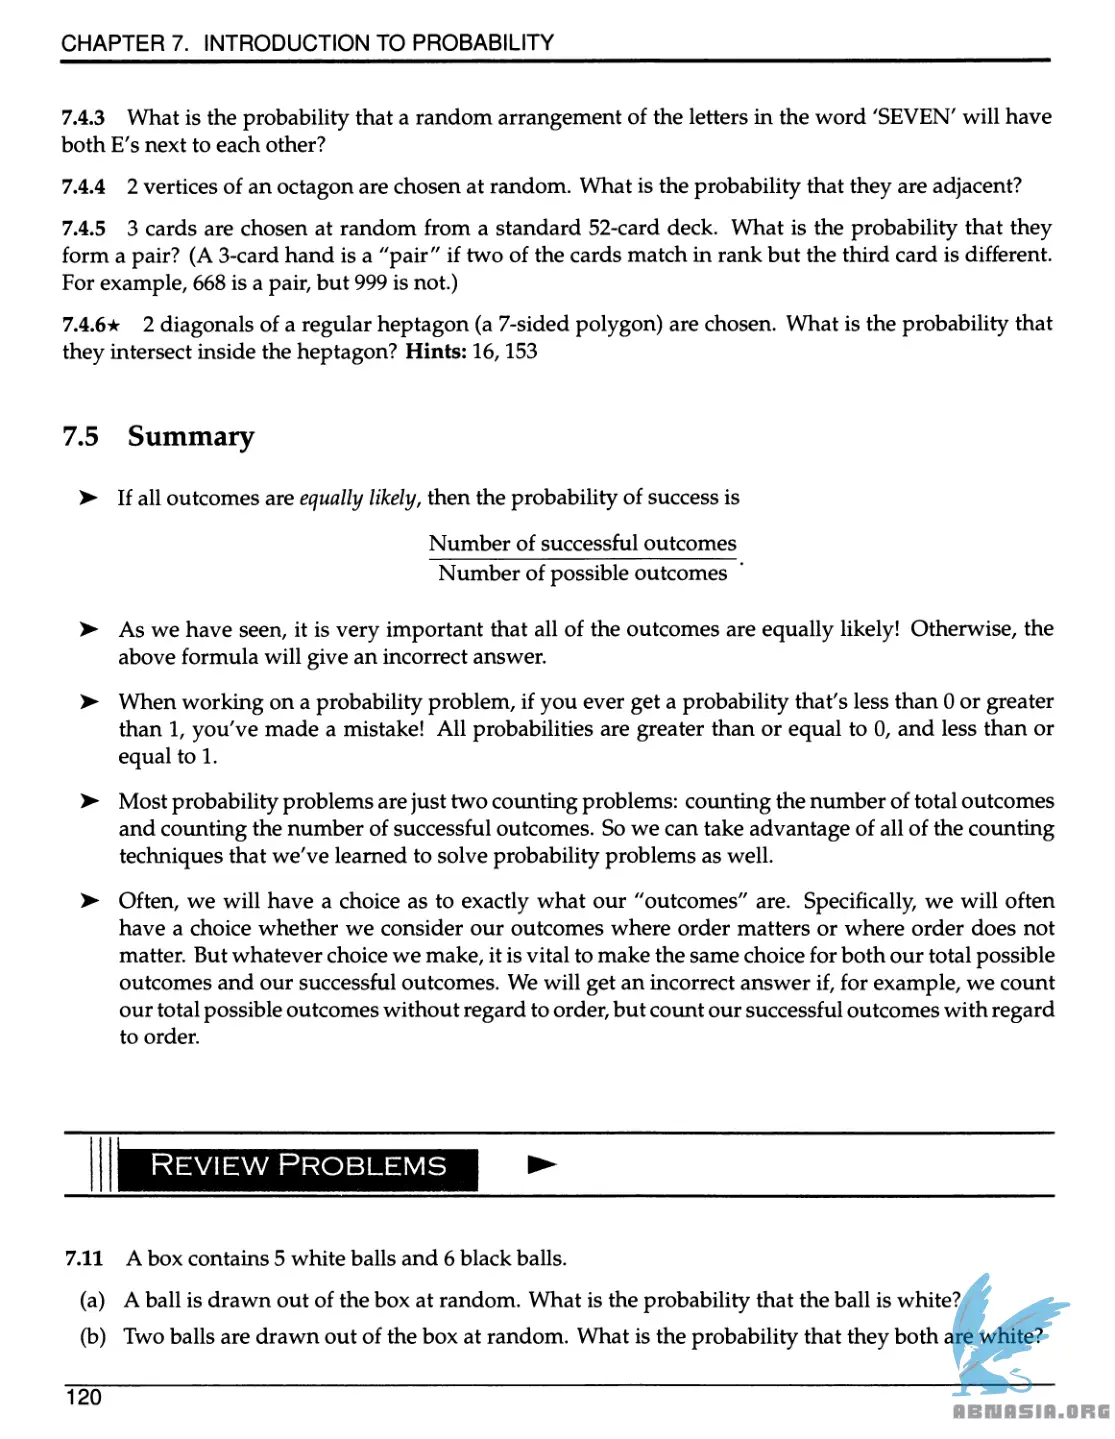 CHAPTER 7. INTRODUCTION TO PROBABILITY
7.4.3 What is the probability that a random arrangement of the letters in the word 'SEVEN' will have
both E's next to each other?
7.4.4 2 vertices of an octagon are chosen at random. What is the probability that they are adjacent?
7.4.5 3 cards are chosen at random from a standard 52-card deck. What is the probability that they
form a pair? (A 3-card hand is a "pair" if two of the cards match in rank but the third card is different.
For example, 668 is a pair, but 999 is not.)
7.4.6★ 2 diagonals of a regular heptagon (a 7-sided polygon) are chosen. What is the probability that
they intersect inside the heptagon? Hints: 16, 153
7.5 Summary
➤ If all outcomes are equally likely, then the probability of success is
Number of successful outcomes
Number of possible outcomes .
➤ As we have seen, it is very important that all of the outcomes are equally likely! Otherwise, the
above formula will give an incorrect answer.
➤ When working on a probability problem, if you ever get a probability that's less than 0 or greater
than 1, you've made a mistake! All probabilities are greater than or equal to 0, and less than or
equal to 1.
➤ Most probability problems are just two counting problems: counting the number of total outcomes
and counting the number of successful outcomes. So we can take advantage of all of the counting
techniques that we've learned to solve probability problems as well.
➤ Often, we will have a choice as to exactly what our "outcomes" are. Specifically, we will often
have a choice whether we consider our outcomes where order matters or where order does not
matter. But whatever choice we make, it is vital to make the same choice for both our total possible
outcomes and our successful outcomes. We will get an incorrect answer if, for example, we count
our total possible outcomes without regard to order, but count our successful outcomes with regard
to order.
REVIEW PROBLEMS
7.11 A box contains 5 white balls and 6 black balls.
(a) A ball is drawn out of the box at random. What is the probability that the ball is white?
(b) Two balls are drawn out of the box at random. What is the probability that they both are white?
120
ABNASIA.ORG